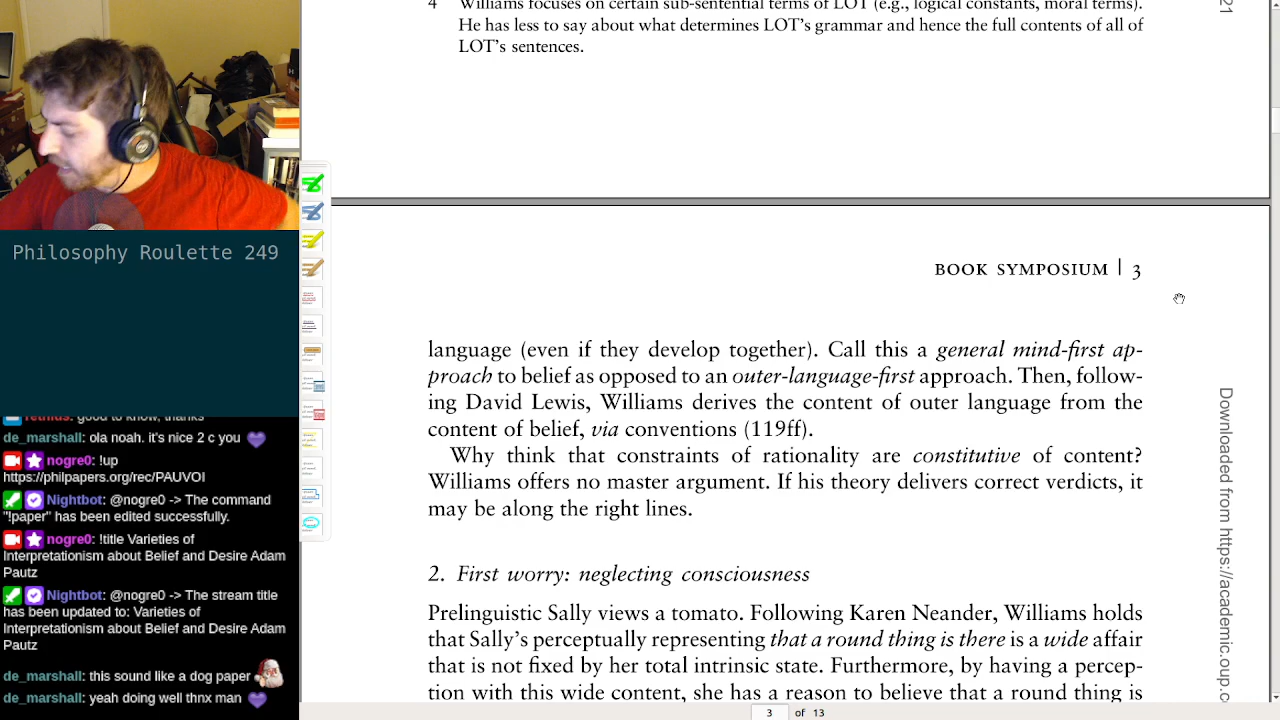 4 Williams focuses on certain sub-sentential terms of LOT (e.g., logical constants, moral terms).
He has less to say about what determines LOT's grammar and hence the full contents of all of
LOT's sentences.
21
BOOK SYMPOSIUM | 3
language (even if they develop together). Call this a general mind-first ap-
proach to belief as opposed to an outer-language-first approach. Then, follow-
ing David Lewis, Williams derives the content of outer language from the
content of belief, via conventions (119ff).
Why think that constraints of rationality are constitutive of content?
Williams offers no master argument. If his theory delivers correct verdicts, it
may be along the right lines.
2. First worry: neglecting consciousness
Prelinguistic Sally views a tomato. Following Karen Neander, Williams holds
that Sally's perceptually representing that a round thing is there is a wide affair
that is not fixed by her total intrinsic state. Furthermore, by having a percep-
tion with this wide content, she has a reason to believe that a round thing is
Downloaded from https://academic.oup.c
3 of 13
Philosophy Roulette 249
good to know, thanks
de_marshall: ola noah. it's nice 2 c you
nogre0: !up
https://philpapers.org/rec/PAUVOI
Nightbot: @nogre0 -> The command
"!paper" has been edited successfully.
nogre0: !title Varieties of
Interpretationism about Belief and Desire Adam
Pautz
Nightbot: @nogre0 -> The stream title
has been updated to: Varieties of
Interpretationism about Belief and Desire Adam
Pautz
de_marshall: this sound like a dog paper
de_marshall: yeah doing well thnx man